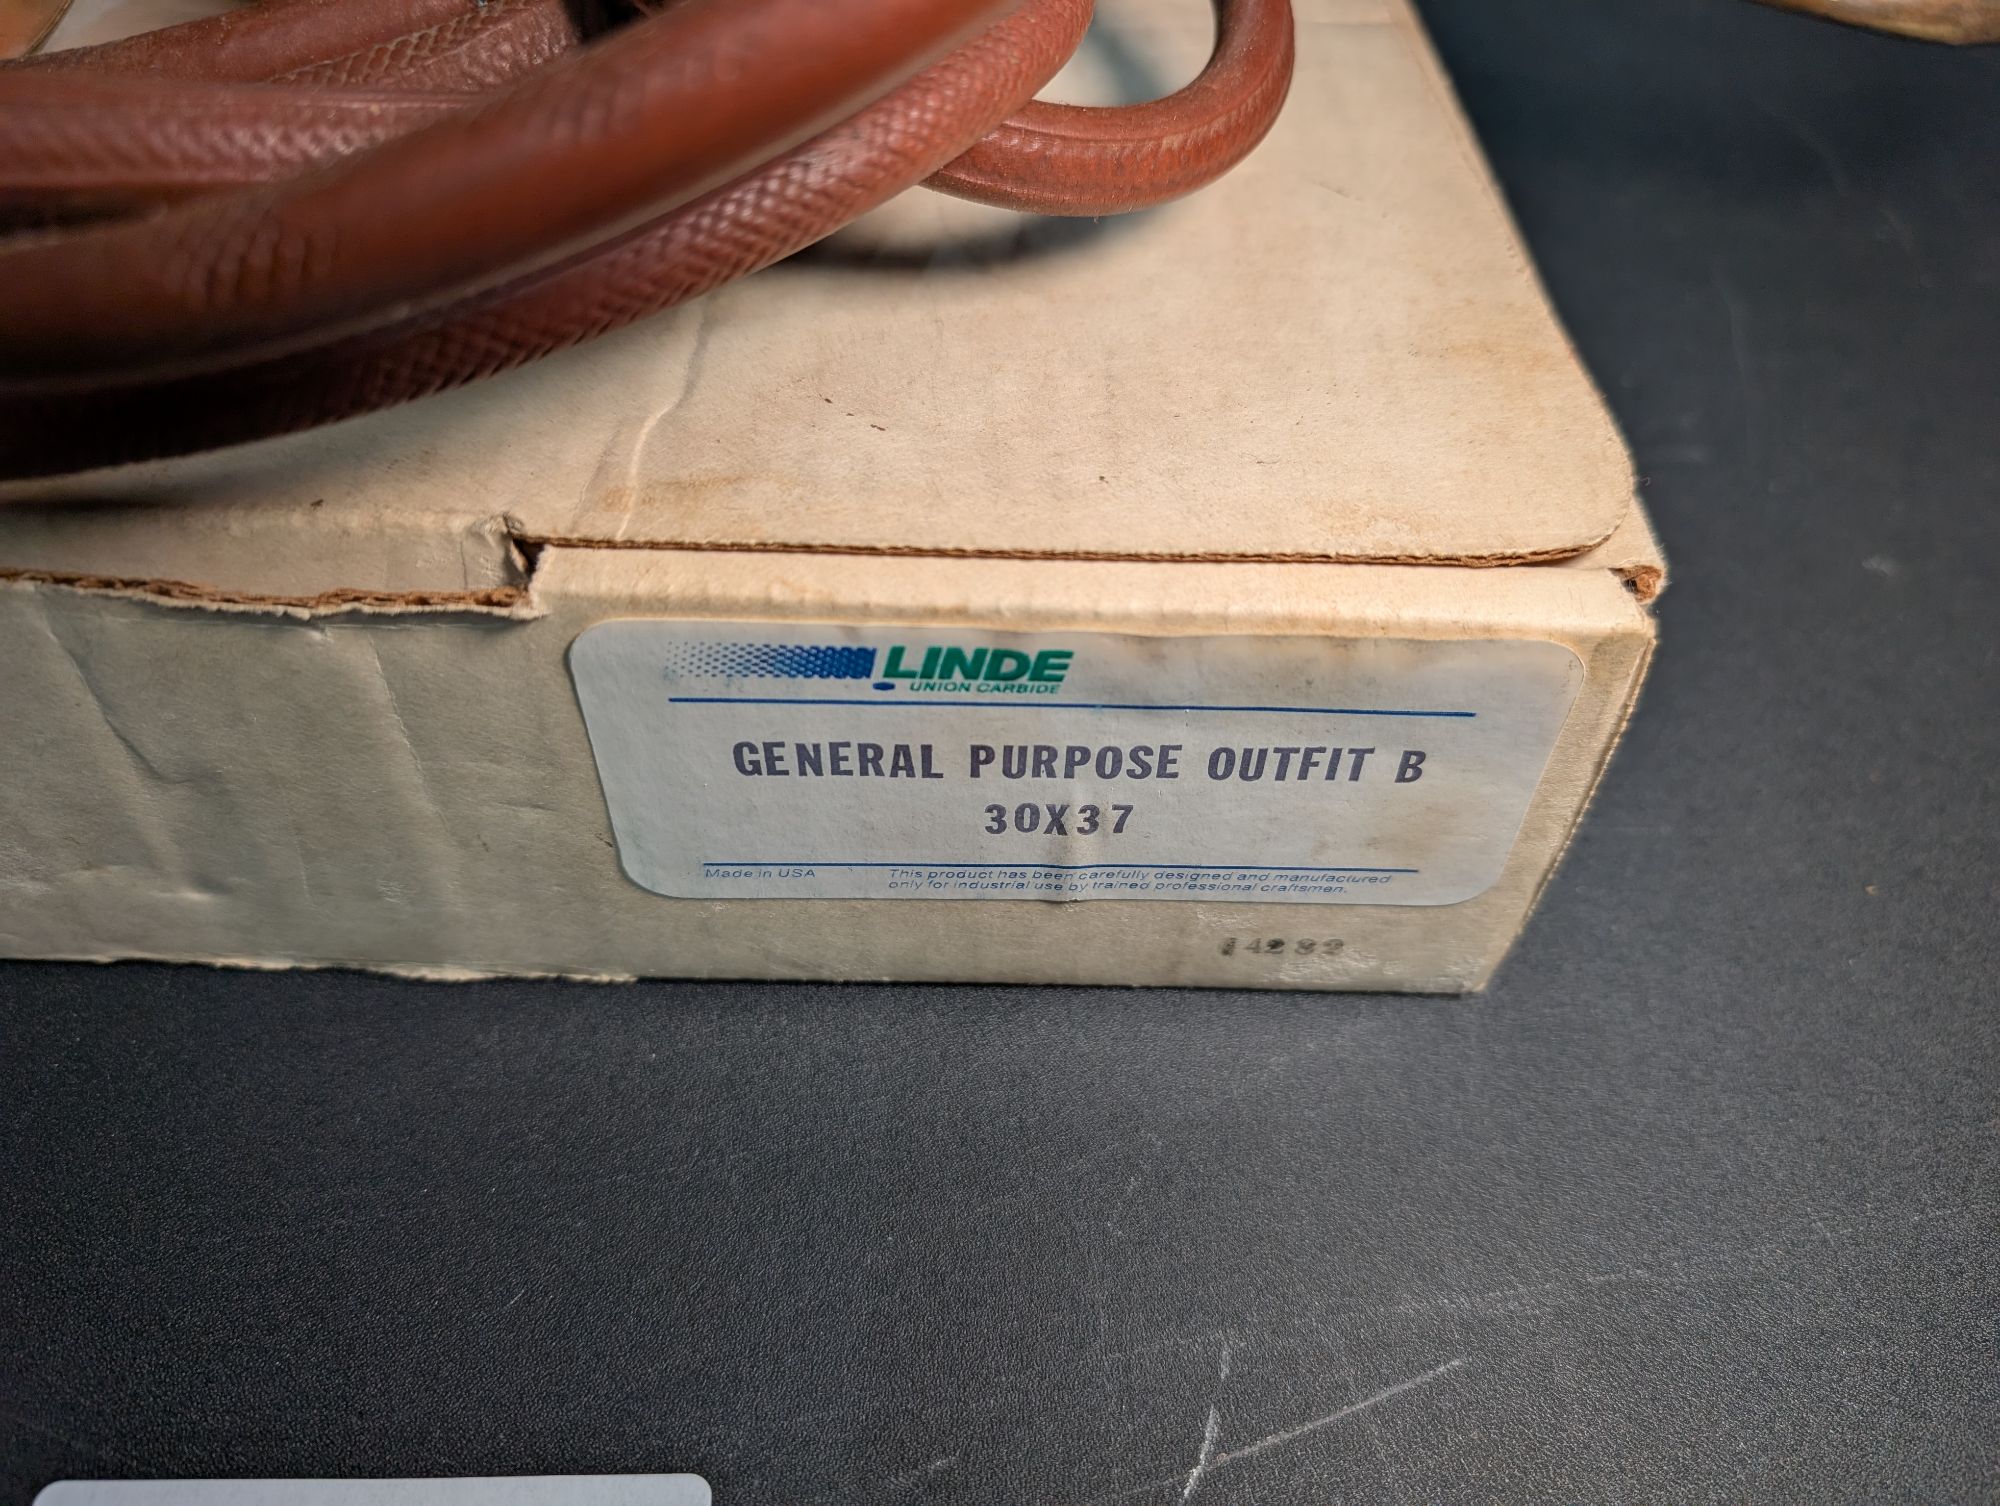 LINDE
UNION CARBIDE
GENERAL PURPOSE OUTFIT B
30X37
Made in USA
This product has been carefully designed and manufactured
only for industrial use by trained professional craftsmen.